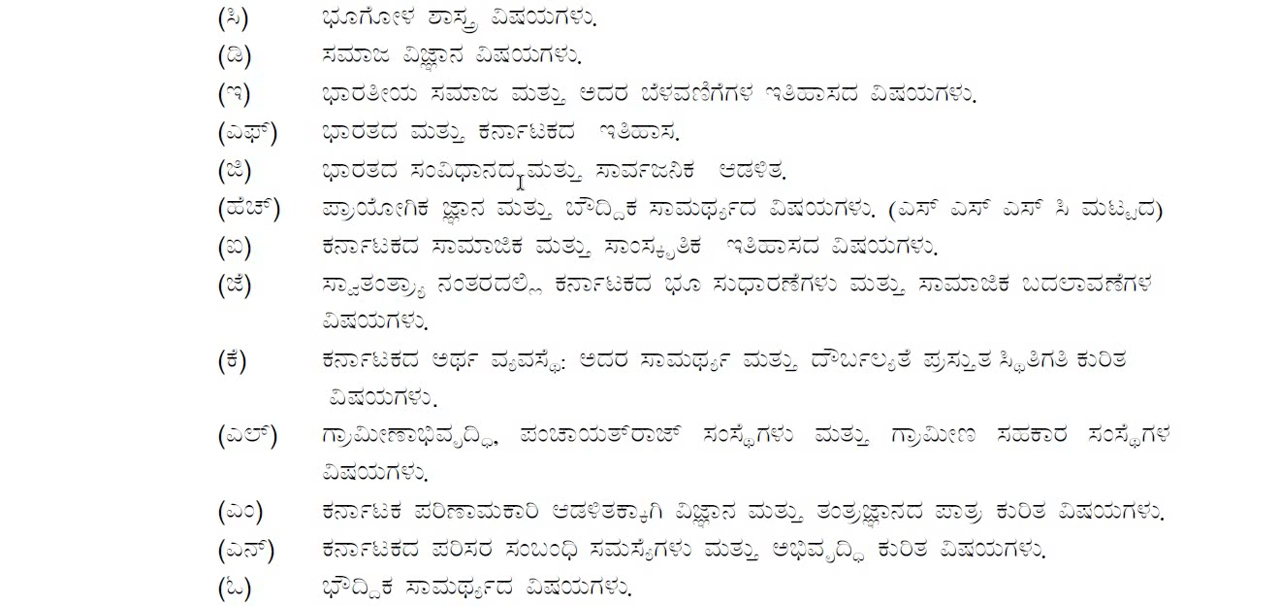 (ಸಿ) ಭೂಗೋಳ ಶಾಸ್ತ್ರ ವಿಷಯಗಳು.
(ಡಿ) ಸಮಾಜ ವಿಜ್ಞಾನ ವಿಷಯಗಳು.
(ಇ) ಭಾರತೀಯ ಸಮಾಜ ಮತ್ತು ಅದರ ಬೆಳವಣಿಗೆಗಳ ಇತಿಹಾಸದ ವಿಷಯಗಳು.
(ಎಫ್) ಭಾರತದ ಮತ್ತು ಕರ್ನಾಟಕದ ಇತಿಹಾಸ.
(ಜಿ) ಭಾರತದ ಸಂವಿಧಾನದ ಮತ್ತು ಸಾರ್ವಜನಿಕ ಆಡಳಿತ.
(ಹೆಚ್) ಪ್ರಾಯೋಗಿಕ ಜ್ಞಾನ ಮತ್ತು ಬೌದ್ದಿಕ ಸಾಮರ್ಥ್ಯದ ವಿಷಯಗಳು. (ಎಸ್ ಎಸ್ ಎಸ್ ಸಿ ಮಟ್ಟದ)
(ಐ) ಕರ್ನಾಟಕದ ಸಾಮಾಜಿಕ ಮತ್ತು ಸಾಂಸ್ಕೃತಿಕ ಇತಿಹಾಸದ ವಿಷಯಗಳು.
(ಜೆ) ಸ್ವಾತಂತ್ರ್ಯಾ ನಂತರದಲ್ಲಿ ಕರ್ನಾಟಕದ ಭೂ ಸುಧಾರಣೆಗಳು ಮತ್ತು ಸಾಮಾಜಿಕ ಬದಲಾವಣೆಗಳ
ವಿಷಯಗಳು.
(ಕೆ) ಕರ್ನಾಟಕದ ಅರ್ಥ ವ್ಯವಸ್ಥೆ: ಅದರ ಸಾಮರ್ಥ್ಯ ಮತ್ತು ದೌರ್ಬಲ್ಯತೆ ಪ್ರಸ್ತುತ ಸ್ಥಿತಿಗತಿ ಕುರಿತ
ವಿಷಯಗಳು.
(ಎಲ್) ಗ್ರಾಮೀಣಾಭಿವೃದ್ಧಿ, ಪಂಚಾಯತ್‌ರಾಜ್ ಸಂಸ್ಥೆಗಳು ಮತ್ತು ಗ್ರಾಮೀಣ ಸಹಕಾರ ಸಂಸ್ಥೆಗಳ
ವಿಷಯಗಳು.
(ಎಂ) ಕರ್ನಾಟಕ ಪರಿಣಾಮಕಾರಿ ಆಡಳಿತಕ್ಕಾಗಿ ವಿಜ್ಞಾನ ಮತ್ತು ತಂತ್ರಜ್ಞಾನದ ಪಾತ್ರ ಕುರಿತ ವಿಷಯಗಳು.
(ಎನ್) ಕರ್ನಾಟಕದ ಪರಿಸರ ಸಂಬಂಧಿ ಸಮಸ್ಯೆಗಳು ಮತ್ತು ಅಭಿವೃದ್ಧಿ ಕುರಿತ ವಿಷಯಗಳು.
(ಓ) ಭೌದ್ದಿಕ ಸಾಮರ್ಥ್ಯದ ವಿಷಯಗಳು.